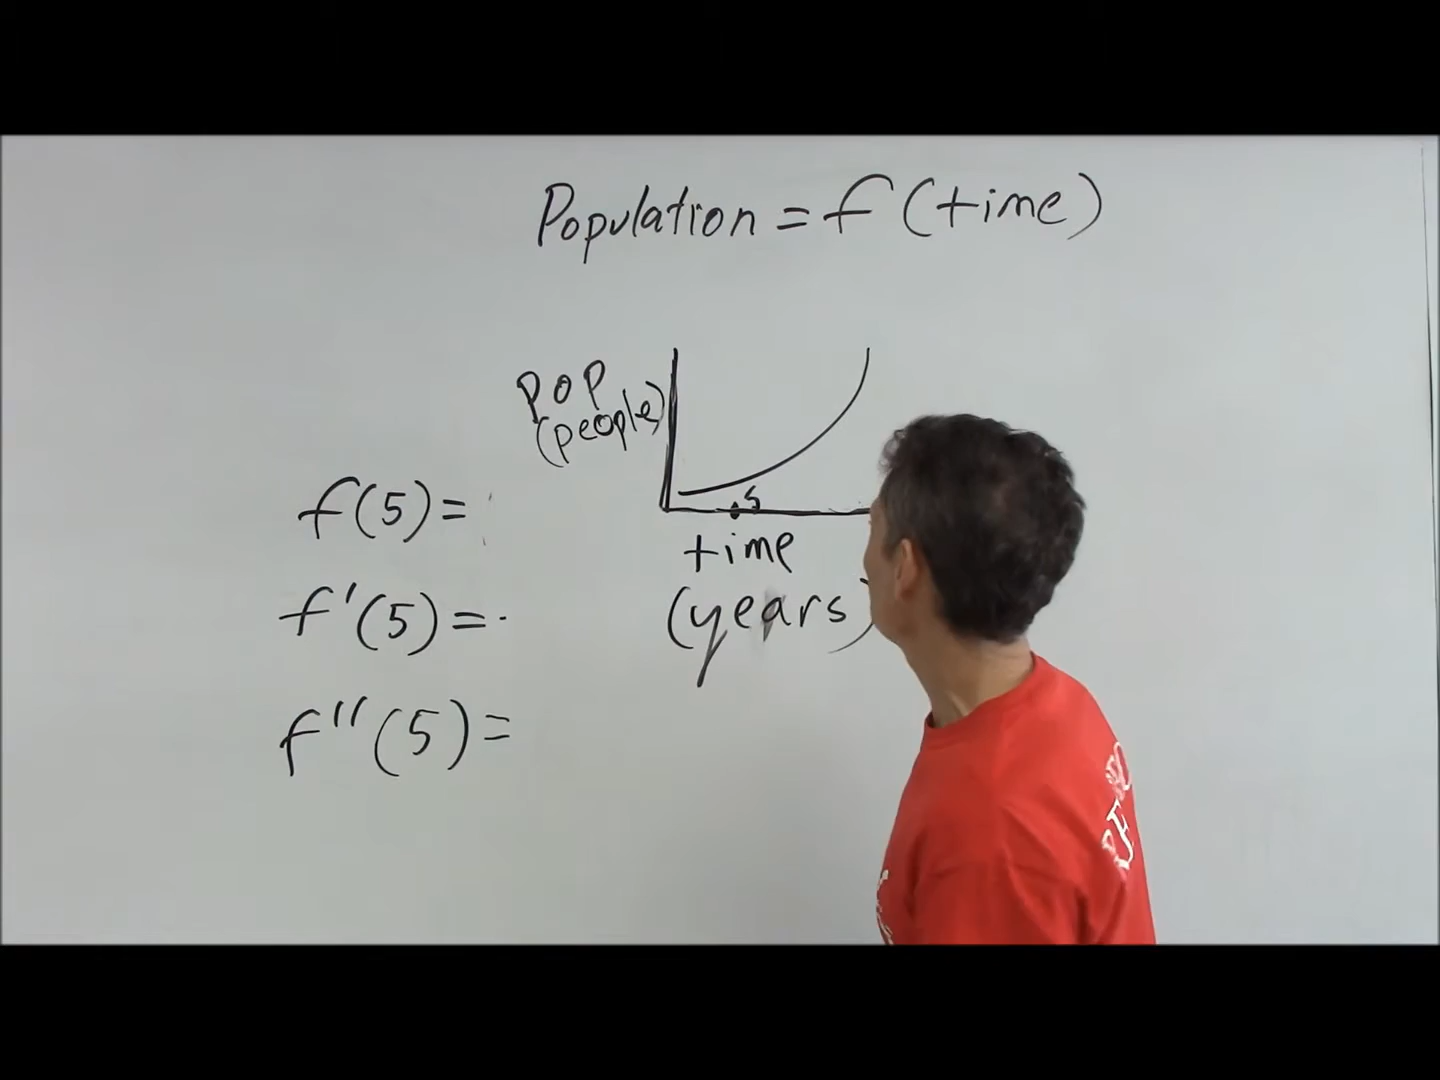 Population = f(time)
pop
(people)
f(5)=
5
time
f'(5)=
(years)
f''(5)=